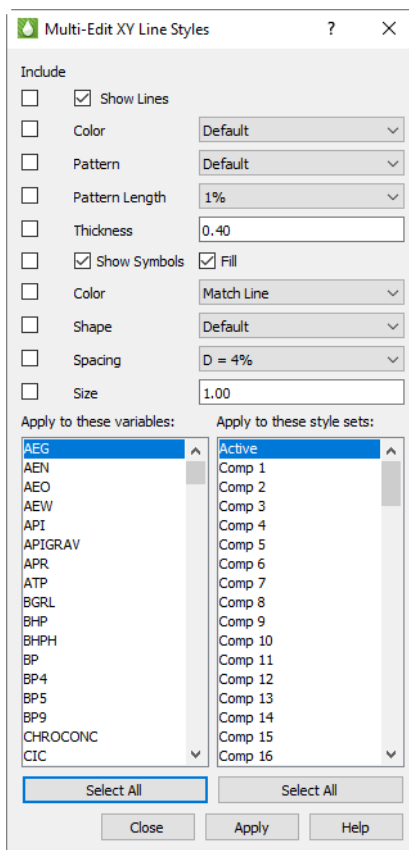 Multi-Edit XY Line Styles ?
Include
Show Lines
Color Default
Pattern Default
Pattern Length 1%
Thickness 0.40
Show Symbols Fill
Color Match Line
Shape Default
Spacing D = 4%
Size 1.00
Apply to these variables: Apply to these style sets:
AEG Active
AEN Comp 1
AEO Comp 2
AEW Comp 3
API Comp 4
APIGRAV Comp 5
APR Comp 6
ATP Comp 7
BGRL Comp 8
BHP Comp 9
BHPH Comp 10
BP Comp 11
BP4 Comp 12
BP5 Comp 13
BP9 Comp 14
CHROCONC Comp 15
CIC Comp 16
Select All Select All
Close Apply Help